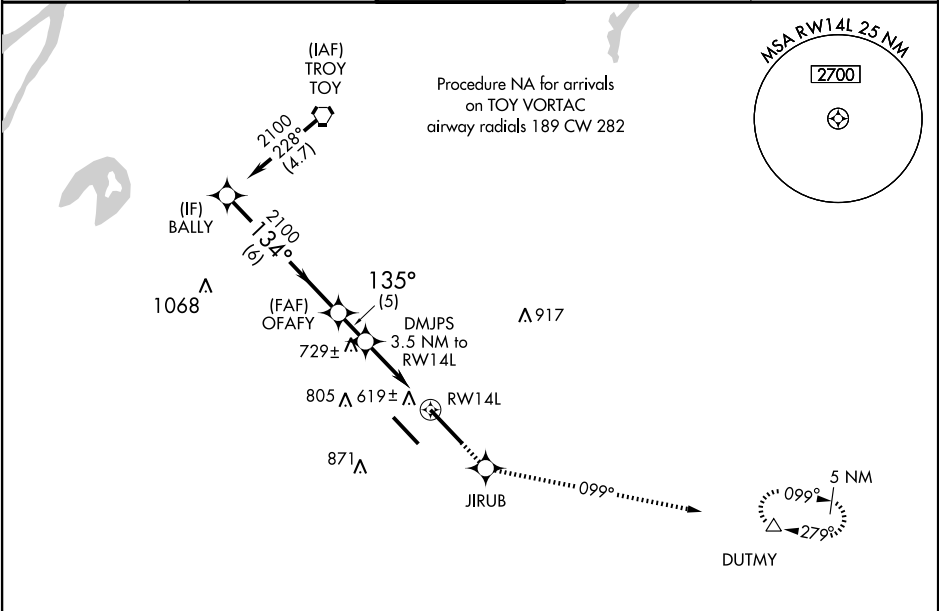 (IAF)
TROY
TOY
Procedure NA for arrivals
on TOY VORTAC
airway radials 189 CW 282
MSA RW14L 25 NM
2700
2100
228°
(4.7)
(IF)
BALLY
2100
134°
(6)
1068
135°
(5)
(FAF)
OFAFY
DMJPS
3.5 NM to
RW14L
917
729±
805
619±
RW14L
871
JIRUB
099°
5 NM
099°
279°
DUTMY